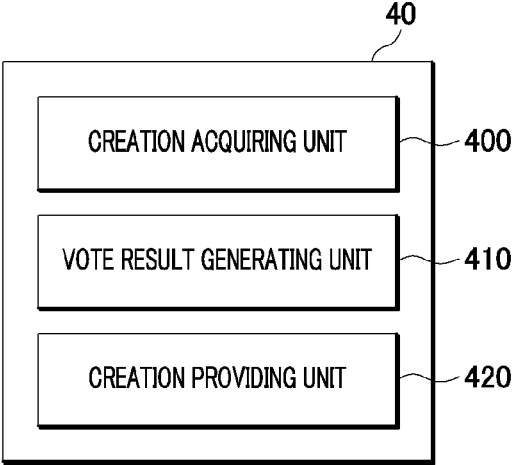 40
CREATION ACQUIRING UNIT
400
VOTE RESULT GENERATING UNIT
410
CREATION PROVIDING UNIT
420